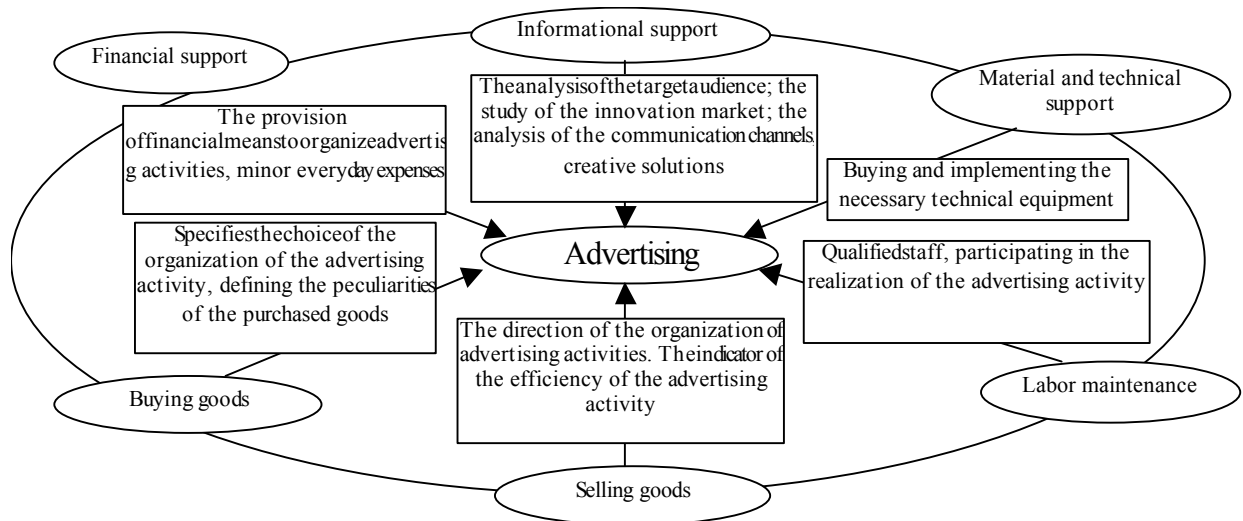 Informational support
Financial support
Material and technical
support
Theanalysisofthetargetaudience; the
study of the innovation market; the
analysis of the communication channels,
creative solutions
The provision
offinancialmeanstoorganizeadvertis
g activities, minor everyday expenses
Buying and implementing the
necessary technical equipment
Specifiesthechoiceof the
organization of the advertising
activity, defining the peculiarities
of the purchased goods
Advertising
Qualifiedstaff, participating in the
realization of the advertising activity
The direction of the organization of
advertising activities. Theindicator of
the efficiency of the advertising
activity
Buying goods
Labor maintenance
Selling goods